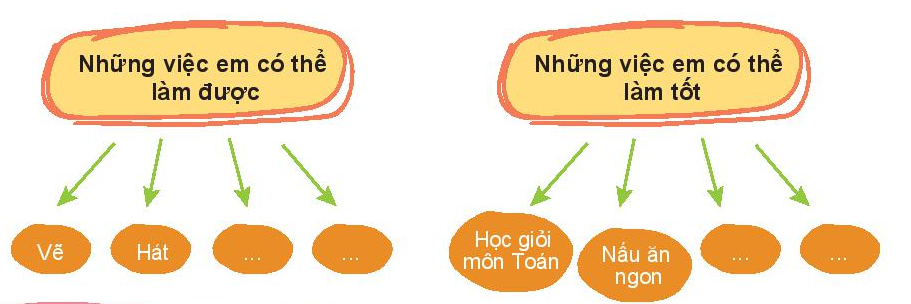 Những việc em có thể
làm được
Vẽ
Hát
...
...
Những việc em có thể
làm tốt
Học giỏi
môn Toán
Nấu ăn
ngon
...
...